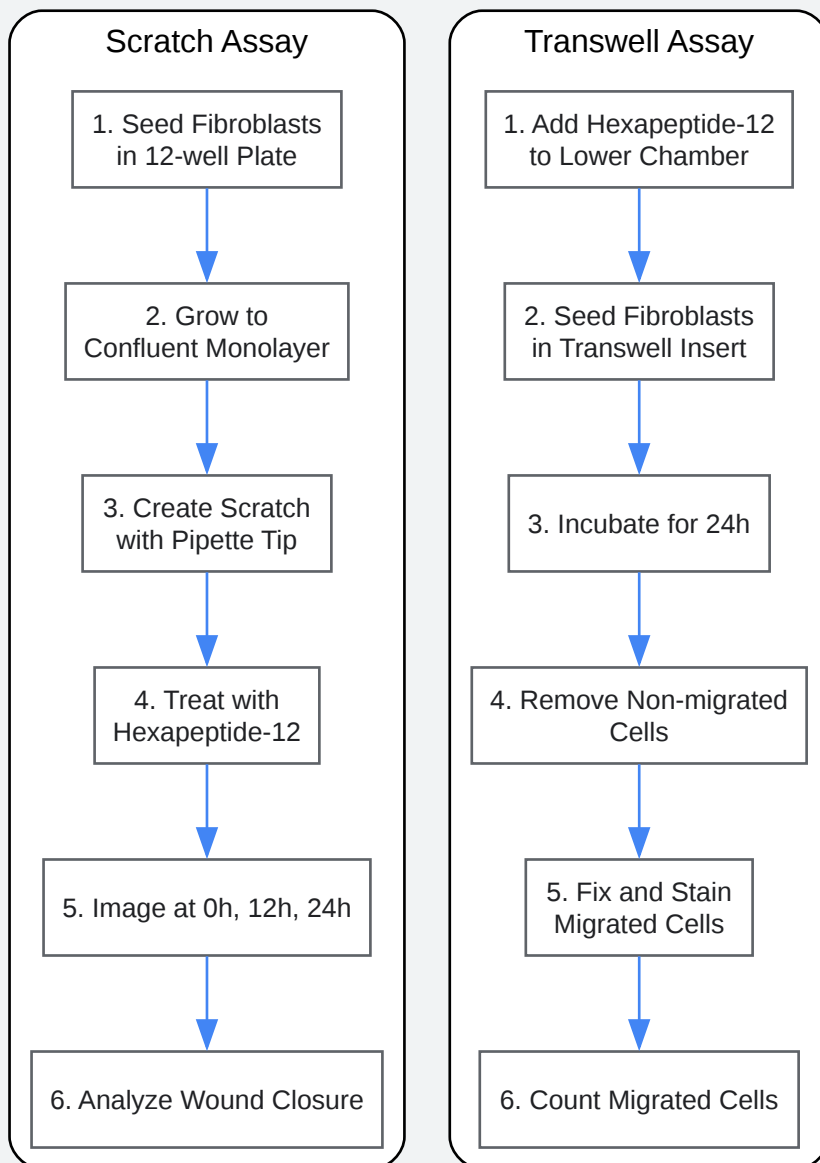 Scratch Assay
1. Seed Fibroblasts
in 12-well Plate
2. Grow to
Confluent Monolayer
3. Create Scratch
with Pipette Tip
4. Treat with
Hexapeptide-12
5. Image at 0h, 12h, 24h
6. Analyze Wound Closure
Transwell Assay
1. Add Hexapeptide-12
to Lower Chamber
2. Seed Fibroblasts
in Transwell Insert
3. Incubate for 24h
4. Remove Non-migrated
Cells
5. Fix and Stain
Migrated Cells
6. Count Migrated Cells